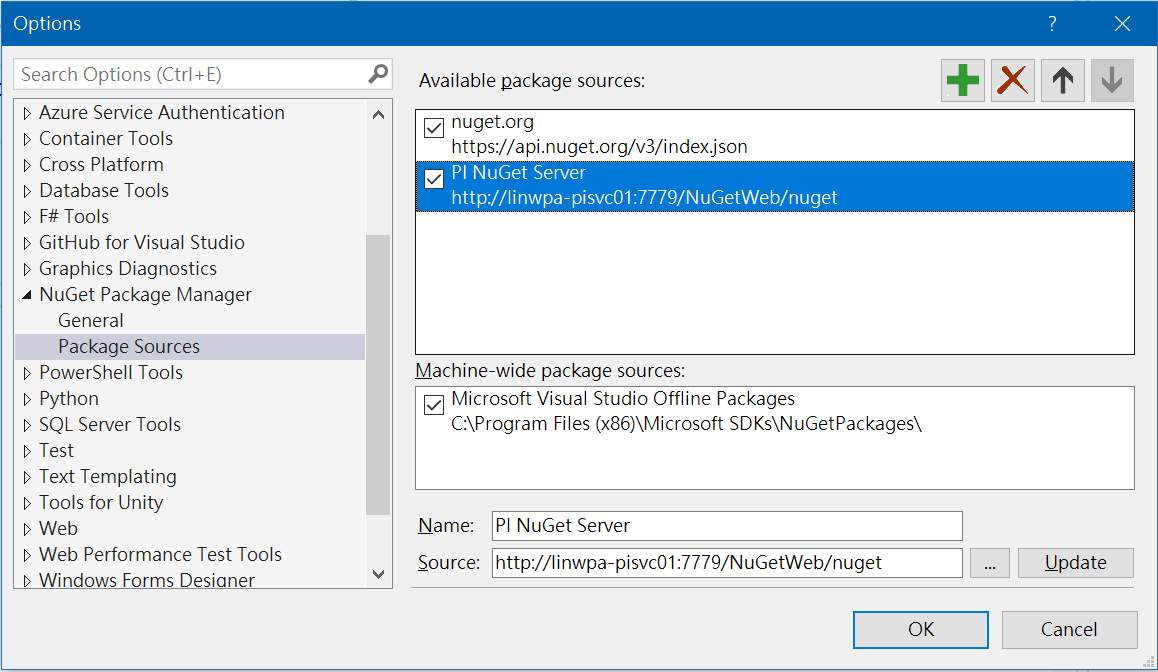 Options
?
Search Options (Ctrl+E)
Azure Service Authentication
Container Tools
Cross Platform
Database Tools
F# Tools
GitHub for Visual Studio
Graphics Diagnostics
NuGet Package Manager
General
Package Sources
PowerShell Tools
Python
SQL Server Tools
Test
Text Templating
Tools for Unity
Web
Web Performance Test Tools
Windows Forms Designer
Available package sources:
nuget.org
https://api.nuget.org/v3/index.json
PI NuGet Server
http://linwpa-pisvc01:7779/NuGetWeb/nuget
Machine-wide package sources:
Microsoft Visual Studio Offline Packages
C:\Program Files (x86)\Microsoft SDKs\NuGetPackages\
Name: PI NuGet Server
Source: http://linwpa-pisvc01:7779/NuGetWeb/nuget ... Update
OK Cancel